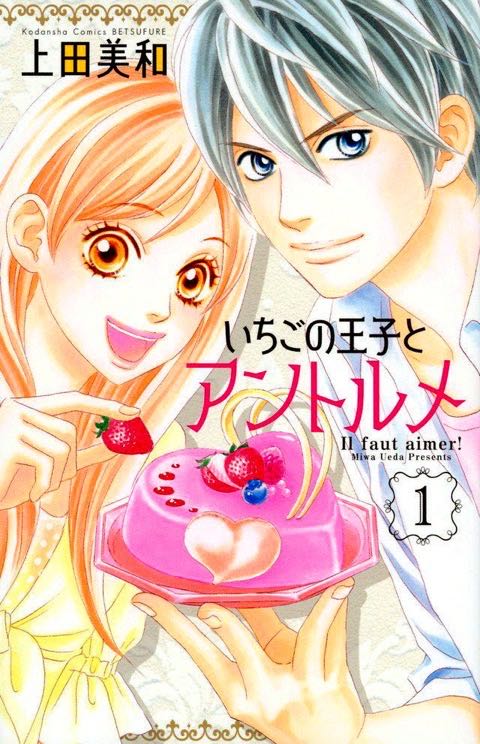 Kodansha Comics BETSUFURE
上田美和
いちごの王子と
アントルメ
Il faut aimer!
Miwa Ueda Presents
1